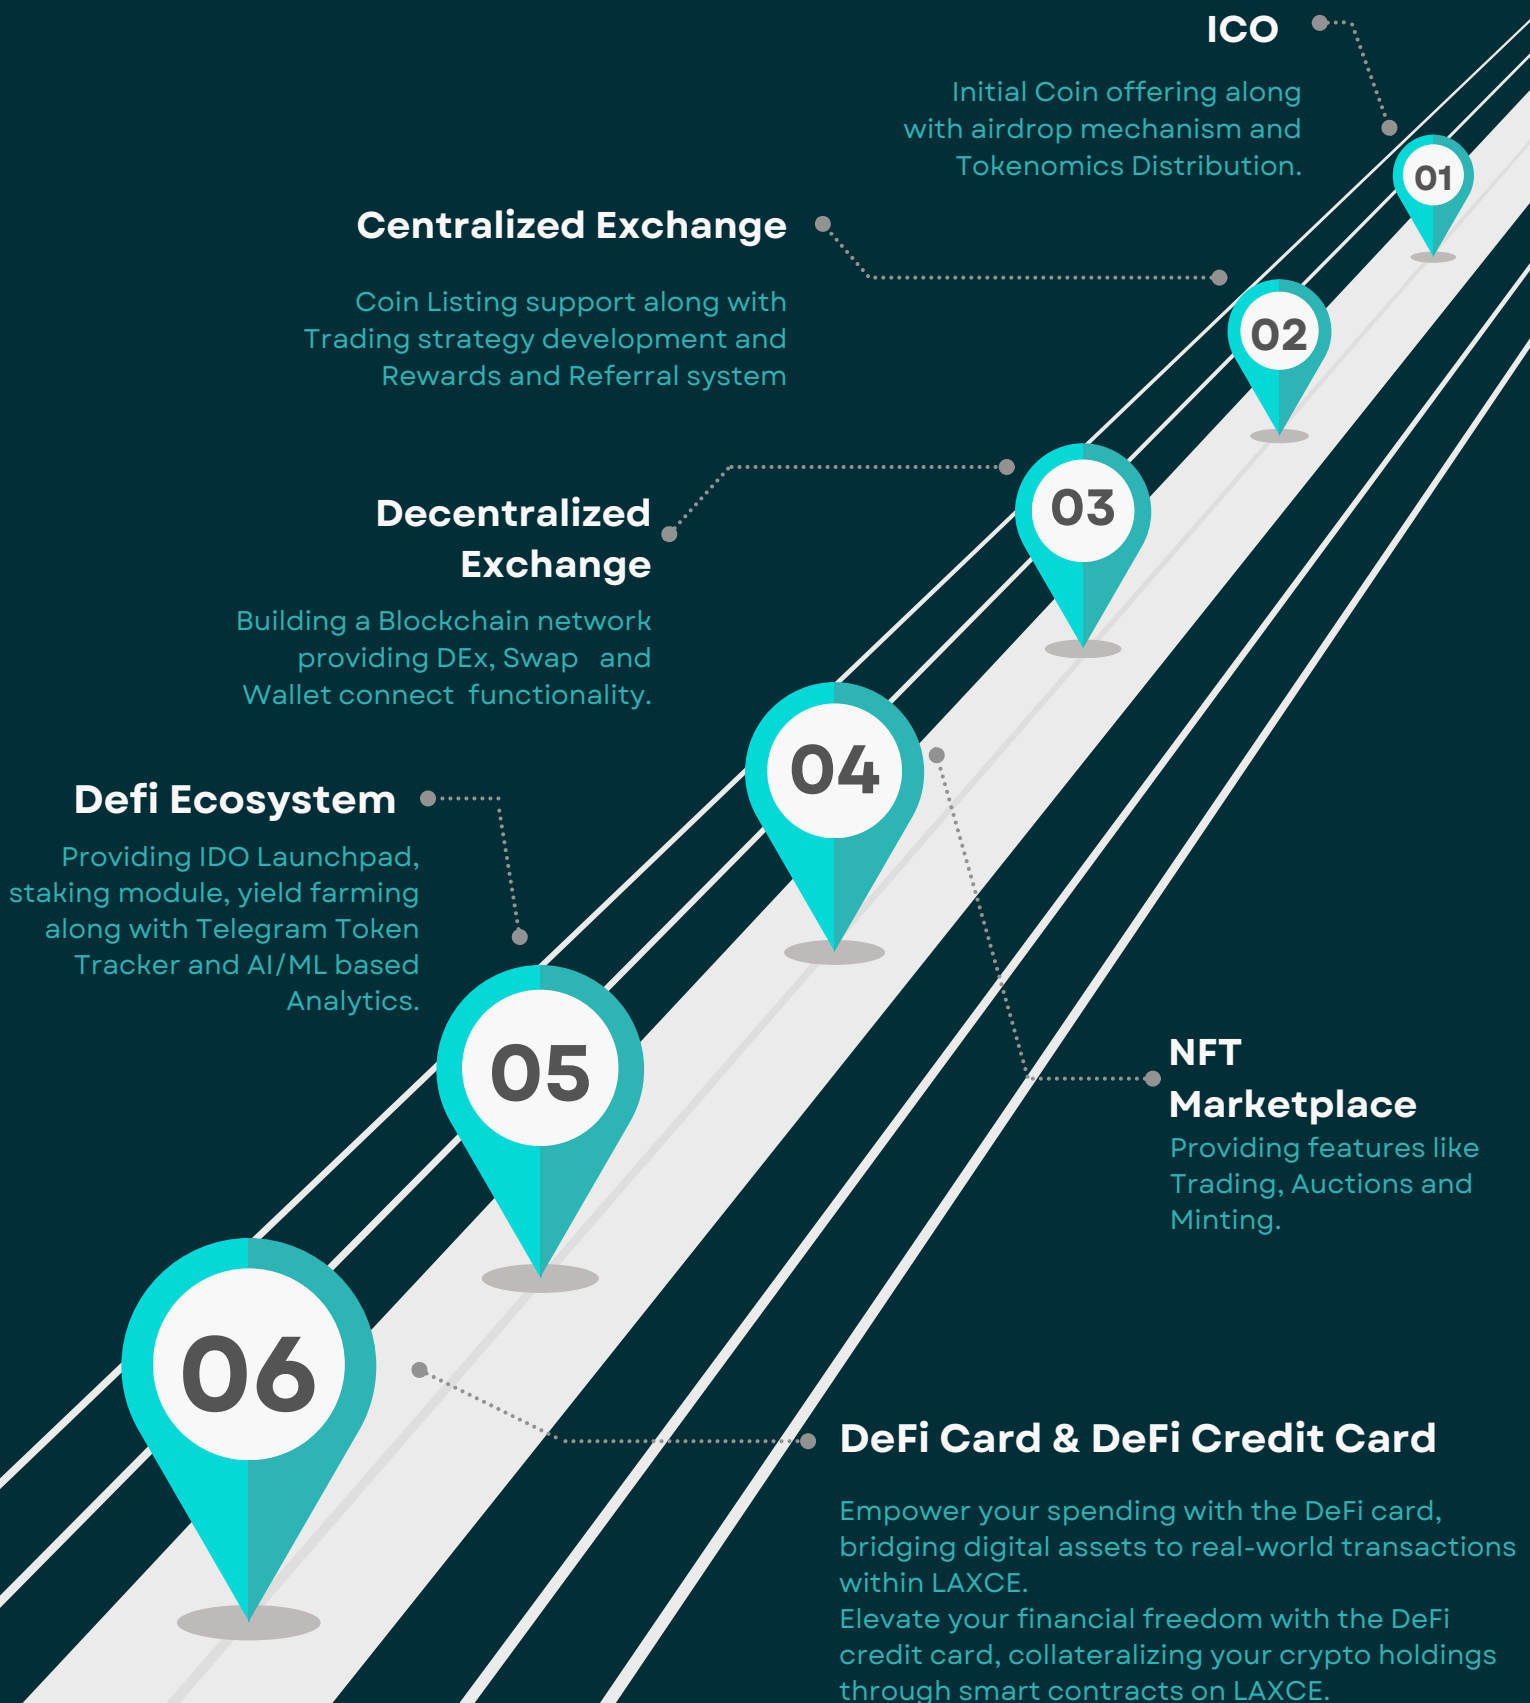 ICO
Initial Coin offering along
with airdrop mechanism and
Tokenomics Distribution.
01
Centralized Exchange
Coin Listing support along with
Trading strategy development and
Rewards and Referral system
02
Decentralized
Exchange
Building a Blockchain network
providing DEx, Swap and
Wallet connect functionality.
03
04
NFT
Marketplace
Providing features like
Trading, Auctions and
Minting.
Defi Ecosystem
Providing IDO Launchpad,
staking module, yield farming
along with Telegram Token
Tracker and AI/ML based
Analytics.
05
06
DeFi Card & DeFi Credit Card
Empower your spending with the DeFi card,
bridging digital assets to real-world transactions
within LAXCE.
Elevate your financial freedom with the DeFi
credit card, collateralizing your crypto holdings
through smart contracts on LAXCE.